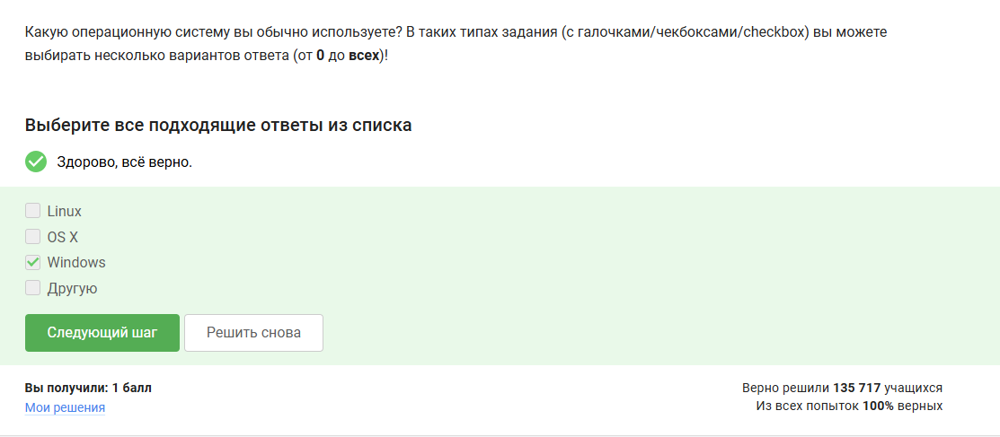 Какую операционную систему вы обычно используете? В таких типах задания (с галочками/чекбоксами/checkbox) вы можете
выбирать несколько вариантов ответа (от 0 до всех)!
Выберите все подходящие ответы из списка
Здорово, всё верно.
Linux
OS X
Windows
Другую
Следующий шаг
Решить снова
Вы получили: 1 балл
Мои решения
Верно решили 135 717 учащихся
Из всех попыток 100% верных